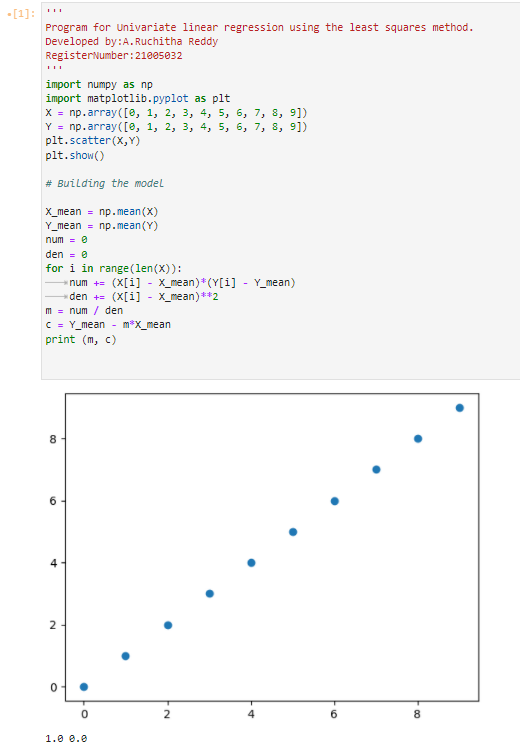 •[1]: '''
Program for Univariate linear regression using the least squares method.
Developed by:A.Ruchitha Reddy
RegisterNumber:21005032
'''
import numpy as np
import matplotlib.pyplot as plt
X = np.array([0, 1, 2, 3, 4, 5, 6, 7, 8, 9])
Y = np.array([0, 1, 2, 3, 4, 5, 6, 7, 8, 9])
plt.scatter(X,Y)
plt.show()
# Building the model
X_mean = np.mean(X)
Y_mean = np.mean(Y)
num = 0
den = 0
for i in range(len(X)):
num += (X[i] - X_mean)*(Y[i] - Y_mean)
den += (X[i] - X_mean)**2
m = num / den
c = Y_mean - m*X_mean
print (m, c)
8
6
4
2
0
0 2 4 6 8
1.0 0.0